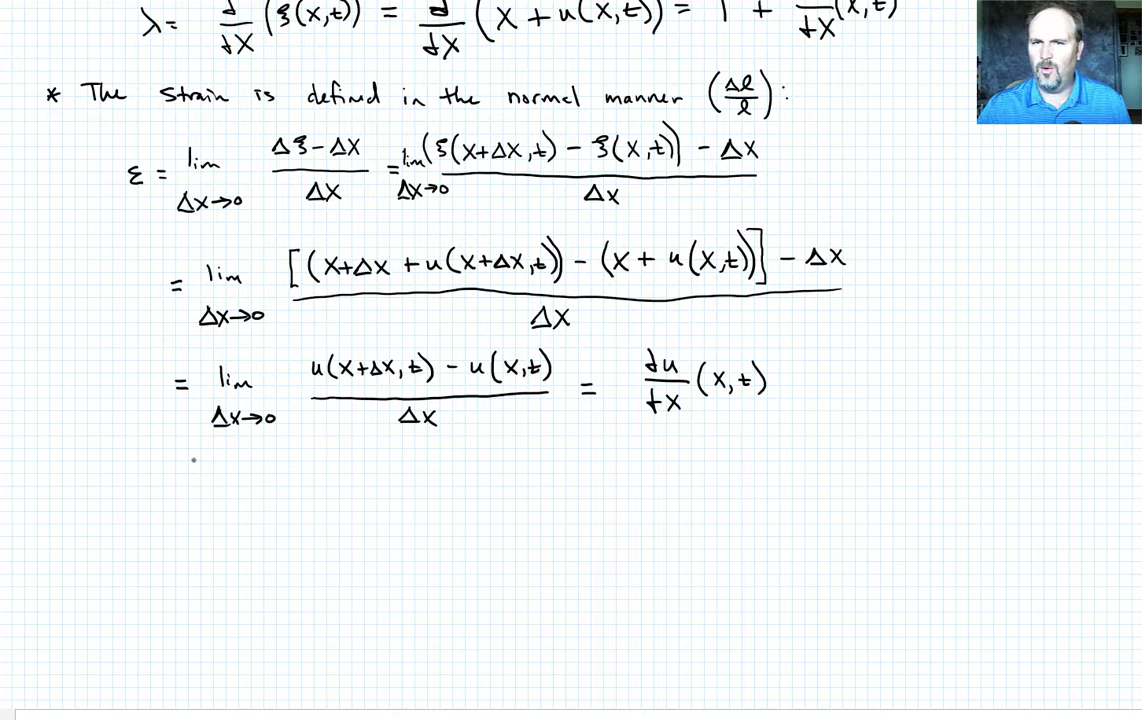 λ = d/dX (ξ(X,t)) = d/dX (X + u(X,t)) = 1 + /dX (X,t)
* The strain is defined in the normal manner (Δl/l):
ε = lim ΔX→0 (Δξ - ΔX)/ΔX = lim ΔX→0 ((ξ(X+ΔX,t) - ξ(X,t)) - ΔX)/ΔX
= lim ΔX→0 ([(X+ΔX + u(X+ΔX,t)) - (X + u(X,t))] - ΔX)/ΔX
= lim ΔX→0 (u(X+ΔX,t) - u(X,t))/ΔX = du/dX (X,t)